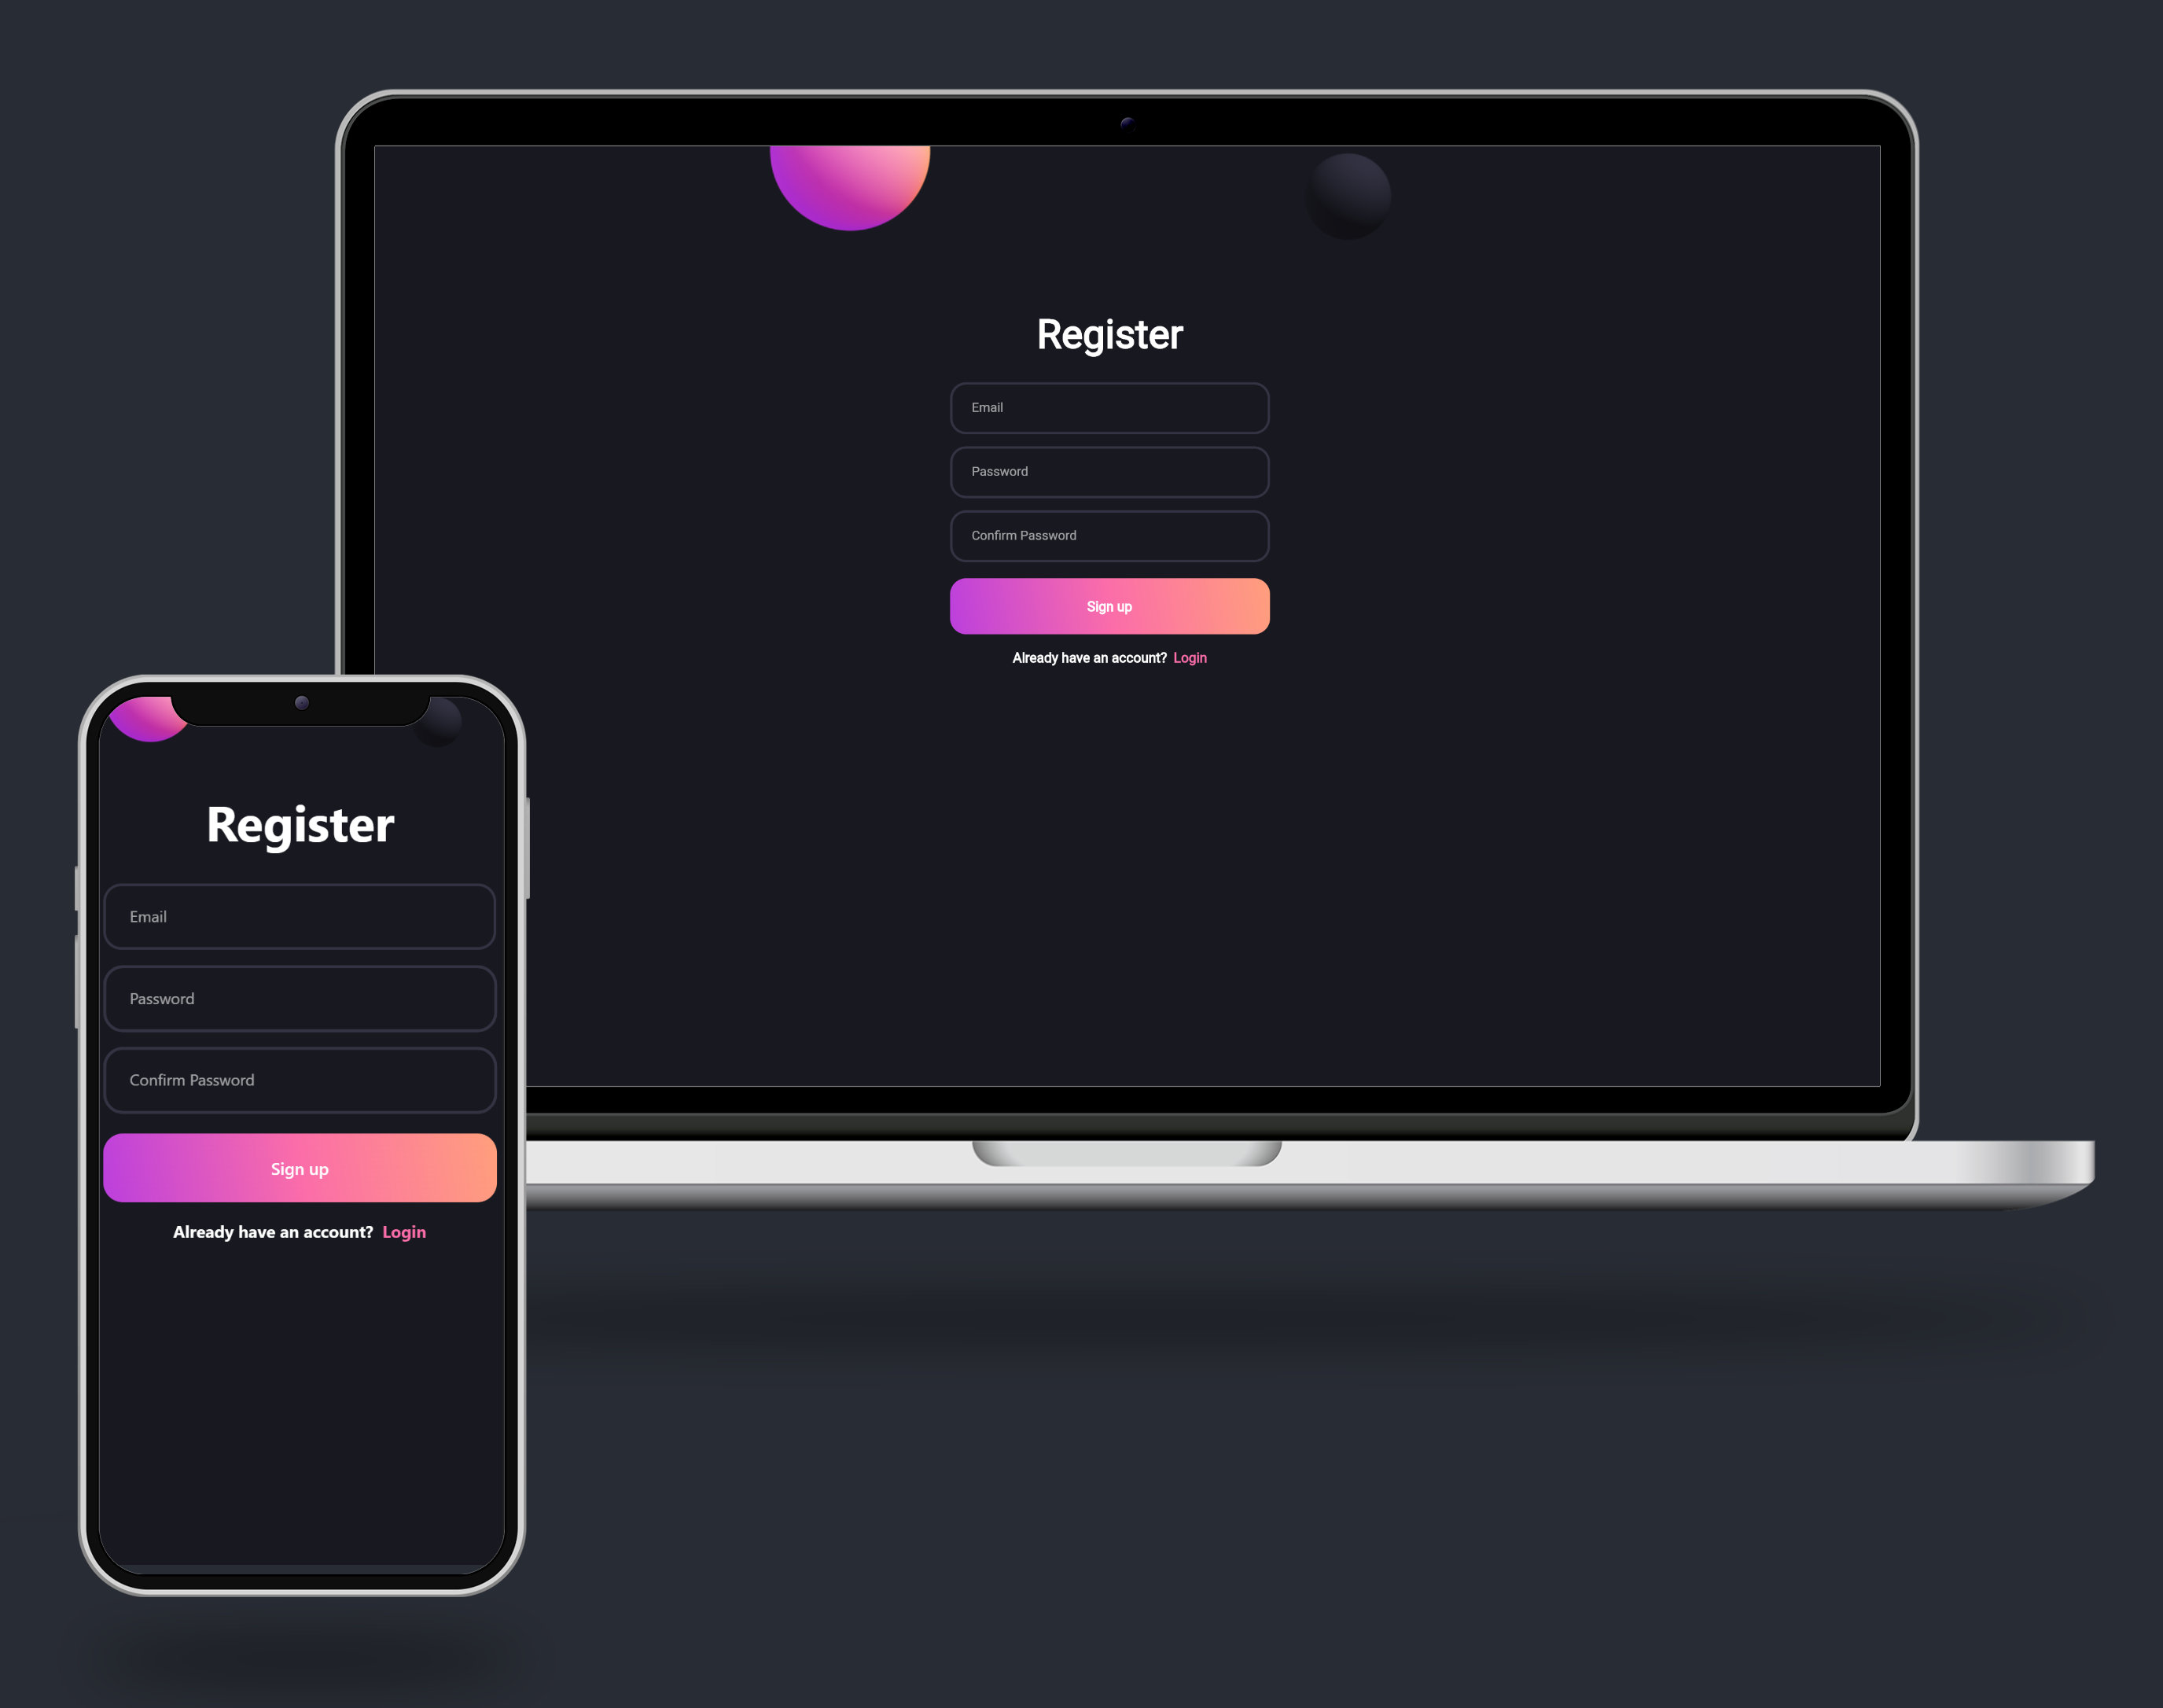 Register
Email
Password
Confirm Password
Sign up
Already have an account? Login
Register
Email
Password
Confirm Password
Sign up
Already have an account? Login